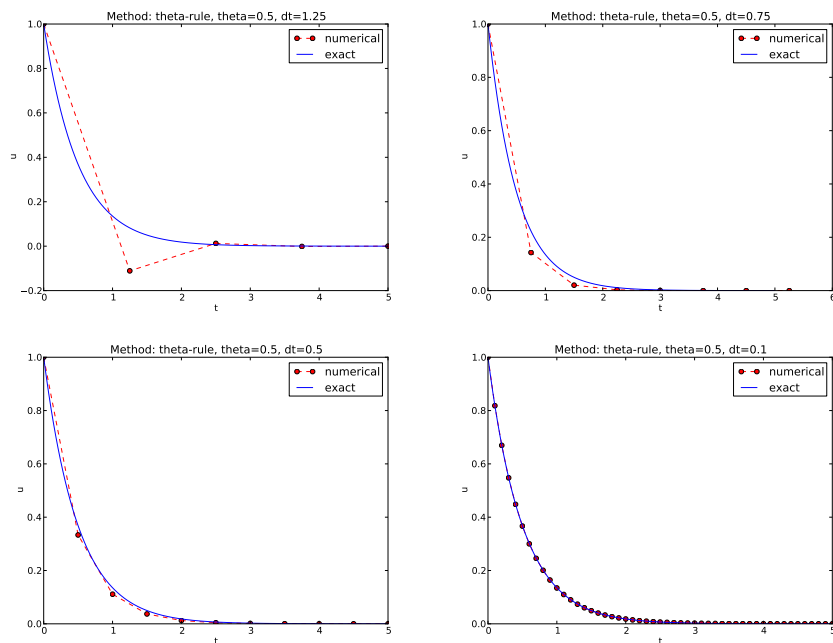 Method: theta-rule, theta=0.5, dt=1.25
1.0
0.8
0.6
0.4
0.2
0.0
−0.2
u
numerical
exact
0 1 2 3 4 5
t
Method: theta-rule, theta=0.5, dt=0.75
1.0
0.8
0.6
0.4
0.2
0.0
u
numerical
exact
0 1 2 3 4 5 6
t
Method: theta-rule, theta=0.5, dt=0.5
1.0
0.8
0.6
0.4
0.2
0.0
u
numerical
exact
0 1 2 3 4 5
t
Method: theta-rule, theta=0.5, dt=0.1
1.0
0.8
0.6
0.4
0.2
0.0
u
numerical
exact
0 1 2 3 4 5
t